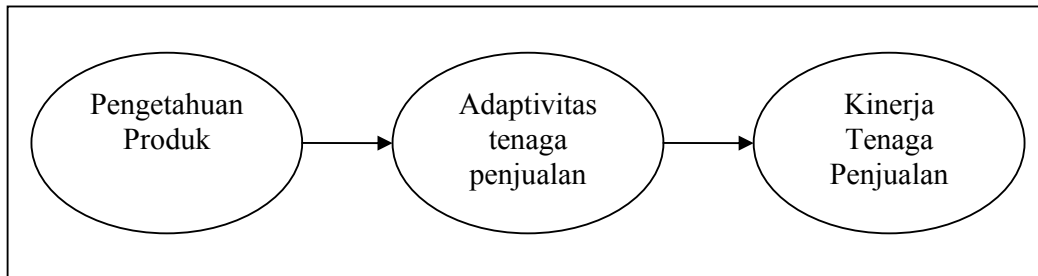 Pengetahuan
Produk
Adaptivitas
tenaga
penjualan
Kinerja
Tenaga
Penjualan